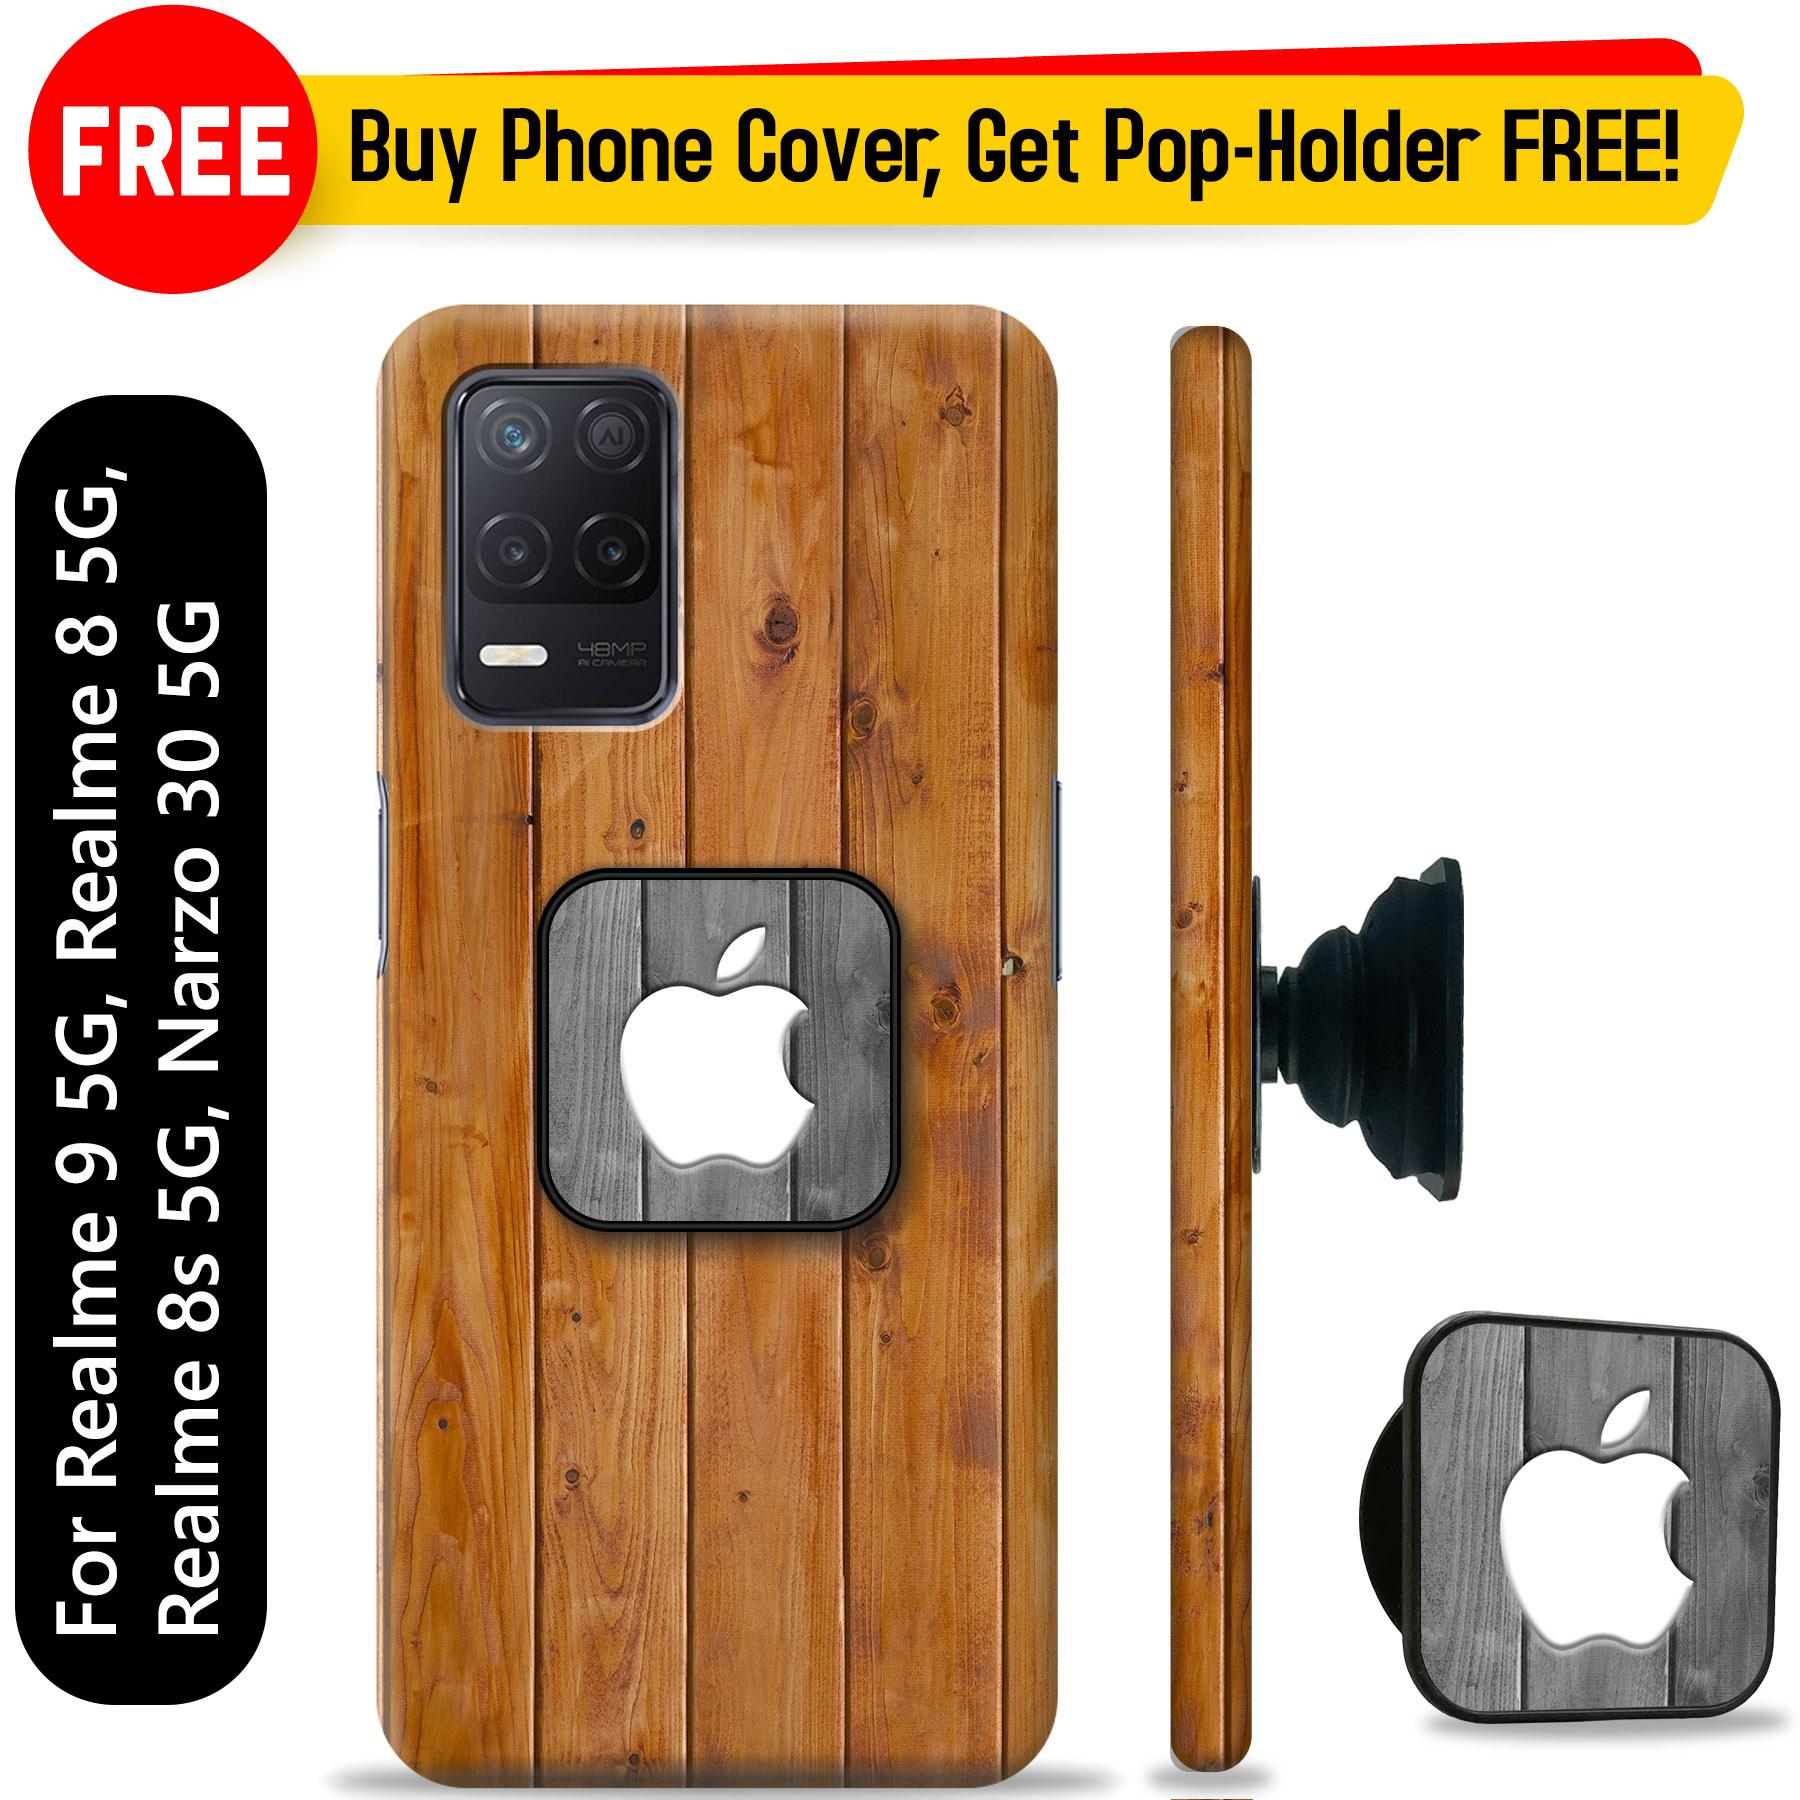 FREE
Buy Phone Cover, Get Pop-Holder FREE!
For Realme 9 5G, Realme 8 5G,
Realme 8s 5G, Narzo 30 5G
AI
48MP
AI CAMERA